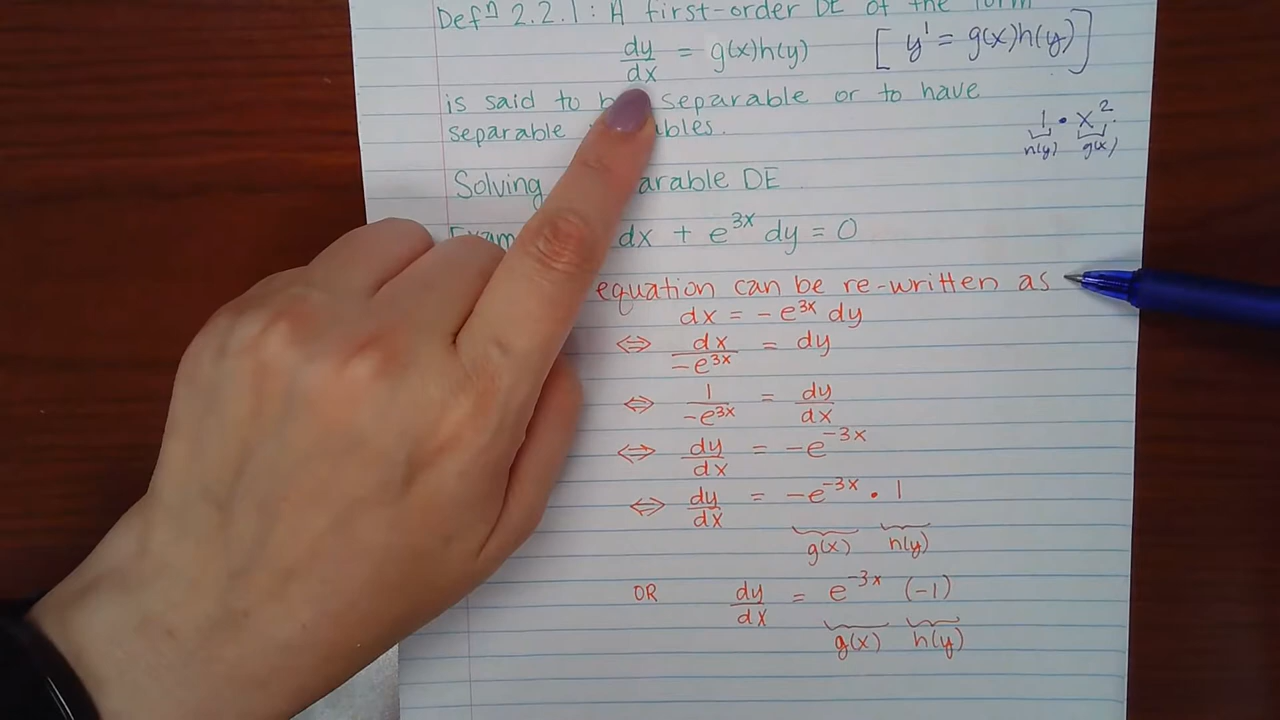 Defⁿ 2.2.1: A first-order DE of the form
dy/dx = g(x)h(y) [ y' = g(x)h(y) ]
is said to be separable or to have
separable ables.
1 • x².
h(y) g(x)
Solving arable DE
Exam dx + e^{3x} dy = 0
equation can be re-written as
dx = -e^{3x} dy
⇔ dx/-e^{3x} = dy
⇔ 1/-e^{3x} = dy/dx
⇔ dy/dx = -e^{-3x}
⇔ dy/dx = -e^{-3x} • 1
g(x) h(y)
OR dy/dx = e^{-3x} (-1)
g(x) h(y)